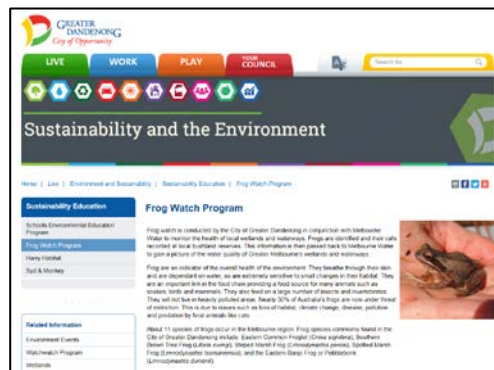 GREATER
DANDENONG
City of Opportunity
LIVE
WORK
PLAY
YOUR
COUNCIL
Search for...
Sustainability and the Environment
Home | Live | Environment and Sustainability | Sustainability Education | Frog Watch Program
Sustainability Education
Schools Environmental Education
Program
Frog Watch Program
Harry Habitat
Syd & Monkey
Related Information
Environment Events
Waterwatch Program
Wetlands
Frog Watch Program
Frog watch is conducted by the City of Greater Dandenong in conjunction with Melbourne
Water to monitor the health of local wetlands and waterways. Frogs are identified and their calls
recorded at local bushland reserves. This information is then passed back to Melbourne Water
to gain a picture of the water quality of Greater Melbourne's wetlands and waterways.
Frog are an indicator of the overall health of the environment. They breathe through their skin
and are dependant on water, so are extremely sensitive to small changes in their habitat. They
are an important link in the food chain providing a food source for many animals such as
snakes, birds and mammals. They also feed on a large number of insects and invertebrates.
They will not live in heavily polluted areas. Nearly 30% of Australia's frogs are now under threat
of extinction. This is due to issues such as loss of habitat, climate change, disease, pollution
and predation by feral animals like cats.
About 11 species of frogs occur in the Melbourne region. Frog species commonly found in the
City of Greater Dandenong include: Eastern Common Froglet (Crinia signifera), Southern
Brown Tree Frog (Litoria ewingi), Striped Marsh Frog (Limnodynastes peronii), Spotted Marsh
Frog (Limnodynastes tasmaniensis), and the Eastern Banjo Frog or Pobblebonk
(Limnodynastes dumerili).